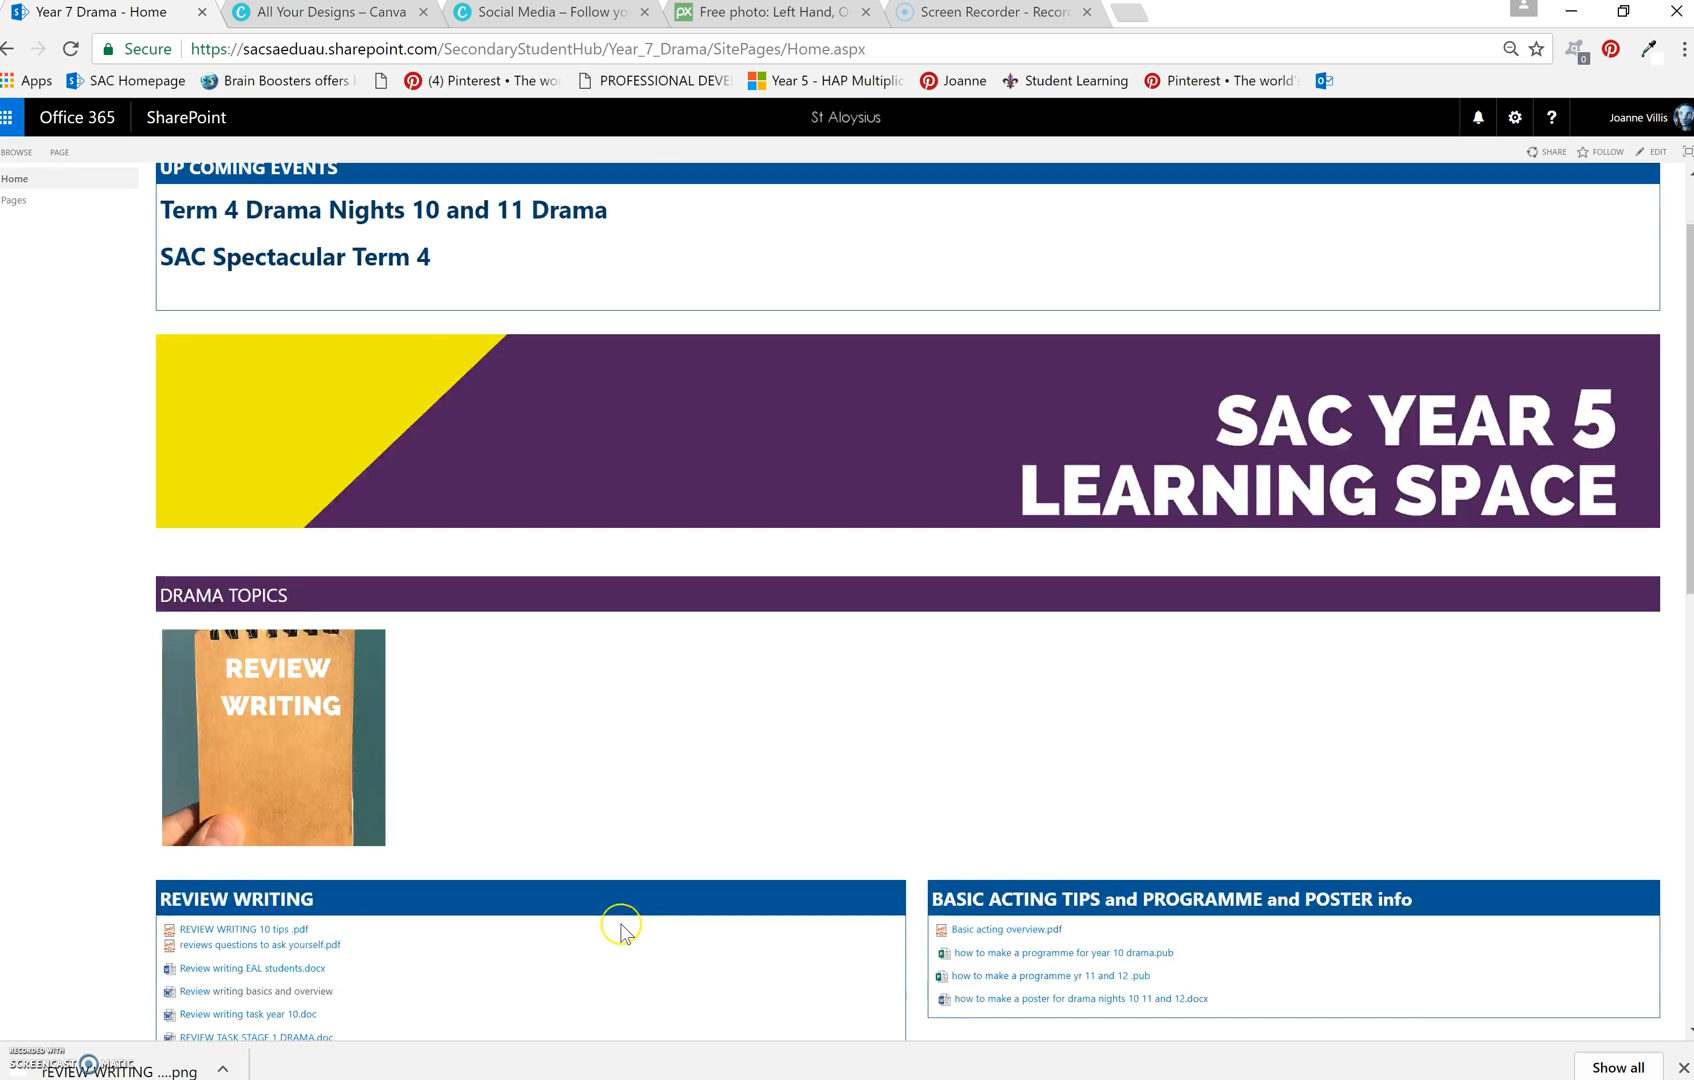 Year 7 Drama - Home
All Your Designs – Canva
Social Media – Follow yo
Free photo: Left Hand, O
Screen Recorder - Recor
Secure
https://sacsaeduau.sharepoint.com/SecondaryStudentHub/Year_7_Drama/SitePages/Home.aspx
0
Apps
SAC Homepage
Brain Boosters offers
(4) Pinterest • The wo
PROFESSIONAL DEVE
Year 5 - HAP Multiplic
Joanne
Student Learning
Pinterest • The world's
Office 365
SharePoint
St Aloysius
Joanne Villis
BROWSE
PAGE
SHARE
FOLLOW
EDIT
Home
Pages
UP COMING EVENTS
Term 4 Drama Nights 10 and 11 Drama
SAC Spectacular Term 4
SAC YEAR 5
LEARNING SPACE
DRAMA TOPICS
REVIEW
WRITING
REVIEW WRITING
REVIEW WRITING 10 tips .pdf
reviews questions to ask yourself.pdf
Review writing EAL students.docx
Review writing basics and overview
Review writing task year 10.doc
REVIEW TASK STAGE 1 DRAMA.doc
BASIC ACTING TIPS and PROGRAMME and POSTER info
Basic acting overview.pdf
how to make a programme for year 10 drama.pub
how to make a programme yr 11 and 12 .pub
how to make a poster for drama nights 10 11 and 12.docx
RECORDED WITH
SCREENCAST MATIC
rEVIEW WRITING ....png
Show all